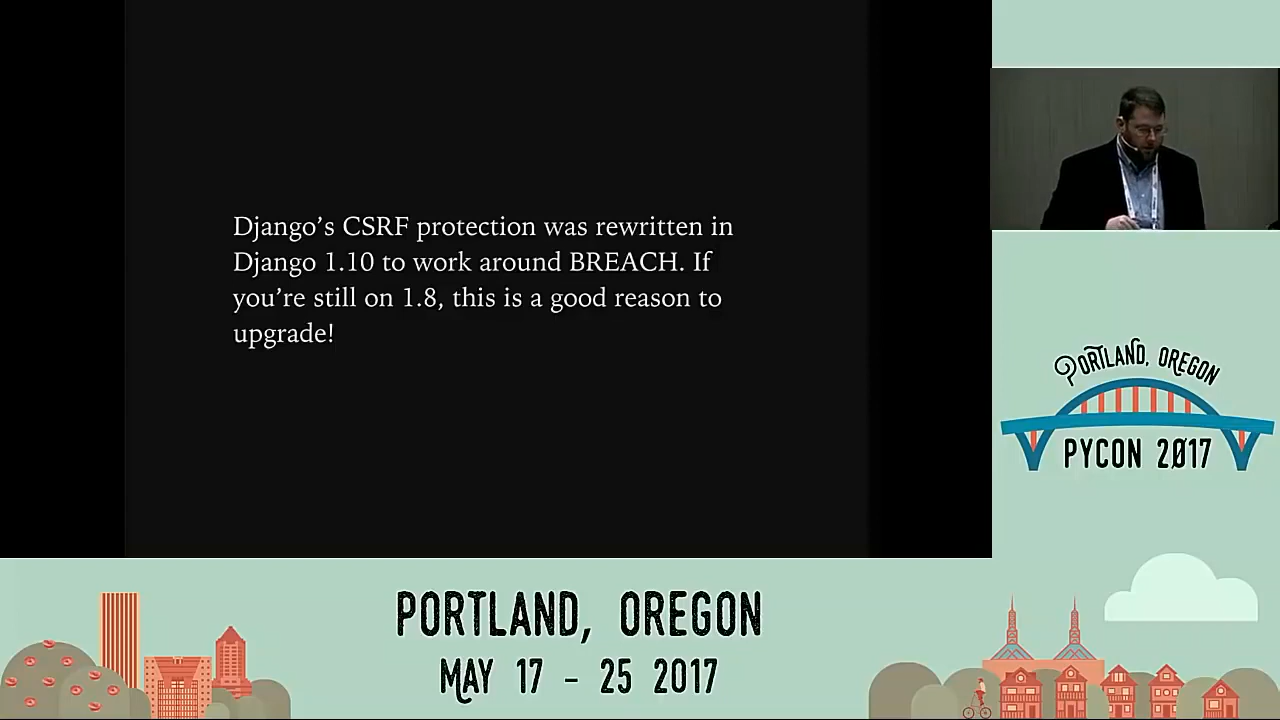 Django’s CSRF protection was rewritten in
Django 1.10 to work around BREACH. If
you’re still on 1.8, this is a good reason to
upgrade!
PORTLAND, OREGON
PYCON 2017
PORTLAND, OREGON
MAY 17 - 25 2017